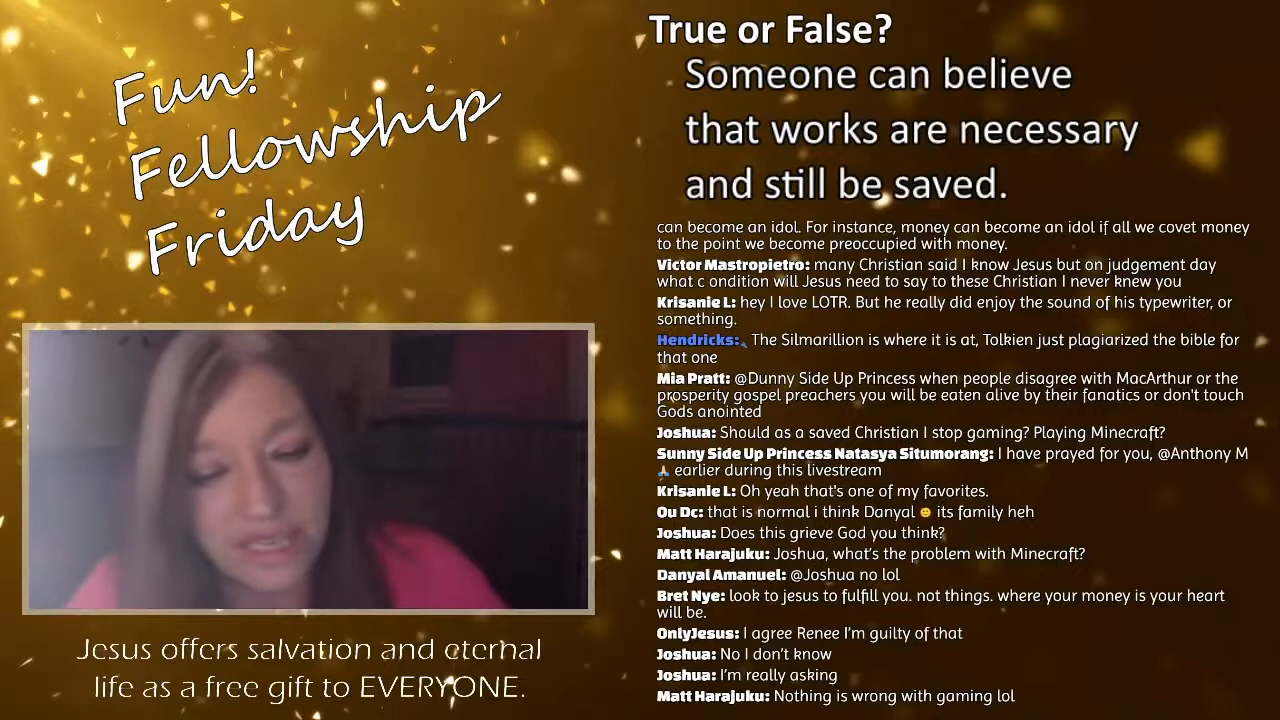 Fun!
Fellowship
Friday
Jesus offers salvation and eternal
life as a free gift to EVERYONE.
True or False?
Someone can believe
that works are necessary
and still be saved.
can become an idol. For instance, money can become an idol if all we covet money
to the point we become preoccupied with money.
Victor Mastropietro: many Christian said I know Jesus but on judgement day
what c ondition will Jesus need to say to these Christian I never knew you
Krisanie L: hey I love LOTR. But he really did enjoy the sound of his typewriter, or
something.
Hendricks: The Silmarillion is where it is at, Tolkien just plagiarized the bible for
that one
Mia Pratt: @Dunny Side Up Princess when people disagree with MacArthur or the
prosperity gospel preachers you will be eaten alive by their fanatics or don't touch
Gods anointed
Joshua: Should as a saved Christian I stop gaming? Playing Minecraft?
Sunny Side Up Princess Natasya Situmorang: I have prayed for you, @Anthony M
🙏 earlier during this livestream
Krisanie L: Oh yeah that's one of my favorites.
Ou Dc: that is normal i think Danyal 🙂 its family heh
Joshua: Does this grieve God you think?
Matt Harajuku: Joshua, what's the problem with Minecraft?
Danyal Amanuel: @Joshua no lol
Bret Nye: look to jesus to fulfill you. not things. where your money is your heart
will be.
OnlyJesus: I agree Renee I'm guilty of that
Joshua: No I don't know
Joshua: I'm really asking
Matt Harajuku: Nothing is wrong with gaming lol